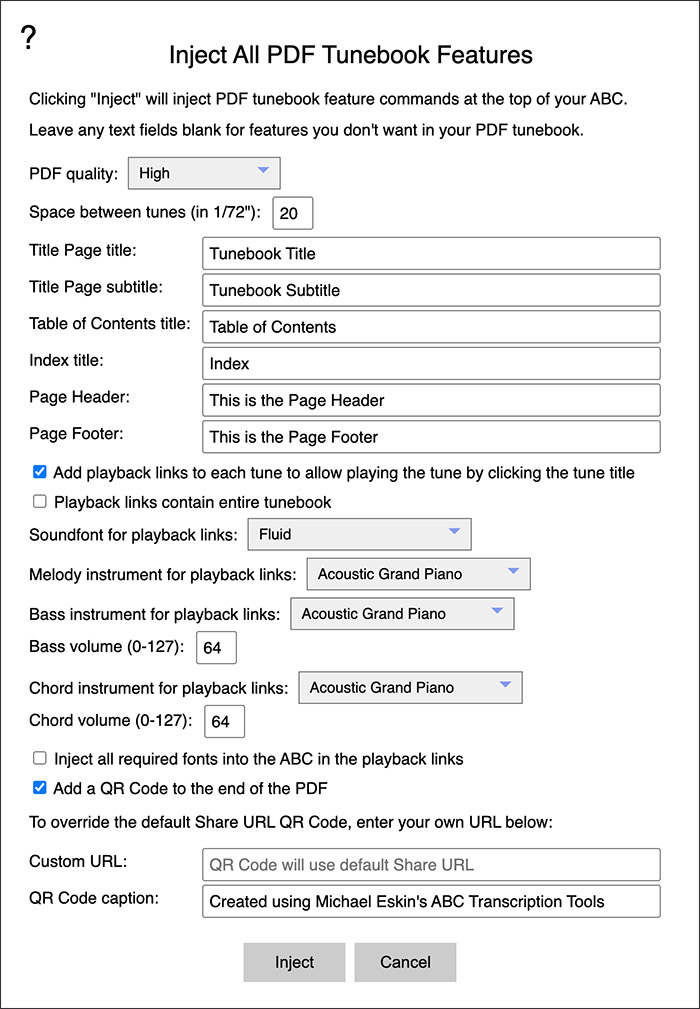 ?
Inject All PDF Tunebook Features
Clicking "Inject" will inject PDF tunebook feature commands at the top of your ABC.
Leave any text fields blank for features you don't want in your PDF tunebook.
PDF quality: High
Space between tunes (in 1/72"): 20
Title Page title: Tunebook Title
Title Page subtitle: Tunebook Subtitle
Table of Contents title: Table of Contents
Index title: Index
Page Header: This is the Page Header
Page Footer: This is the Page Footer
Add playback links to each tune to allow playing the tune by clicking the tune title
Playback links contain entire tunebook
Soundfont for playback links: Fluid
Melody instrument for playback links: Acoustic Grand Piano
Bass instrument for playback links: Acoustic Grand Piano
Bass volume (0-127): 64
Chord instrument for playback links: Acoustic Grand Piano
Chord volume (0-127): 64
Inject all required fonts into the ABC in the playback links
Add a QR Code to the end of the PDF
To override the default Share URL QR Code, enter your own URL below:
Custom URL: QR Code will use default Share URL
QR Code caption: Created using Michael Eskin's ABC Transcription Tools
Inject Cancel